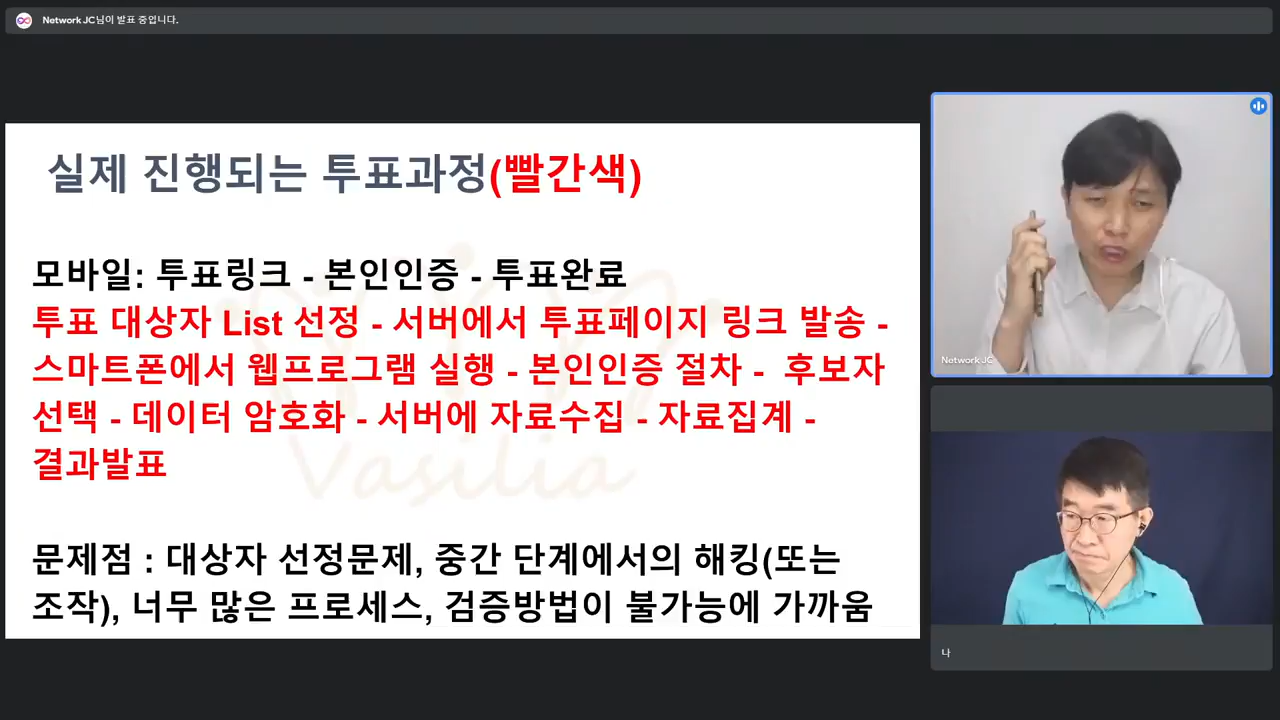 Network JC님이 발표 중입니다.
실제 진행되는 투표과정(빨간색)
모바일: 투표링크 - 본인인증 - 투표완료
투표 대상자 List 선정 - 서버에서 투표페이지 링크 발송 -
스마트폰에서 웹프로그램 실행 - 본인인증 절차 - 후보자
선택 - 데이터 암호화 - 서버에 자료수집 - 자료집계 -
결과발표
Vasilia
문제점 : 대상자 선정문제, 중간 단계에서의 해킹(또는
조작), 너무 많은 프로세스, 검증방법이 불가능에 가까움
Network JC
나